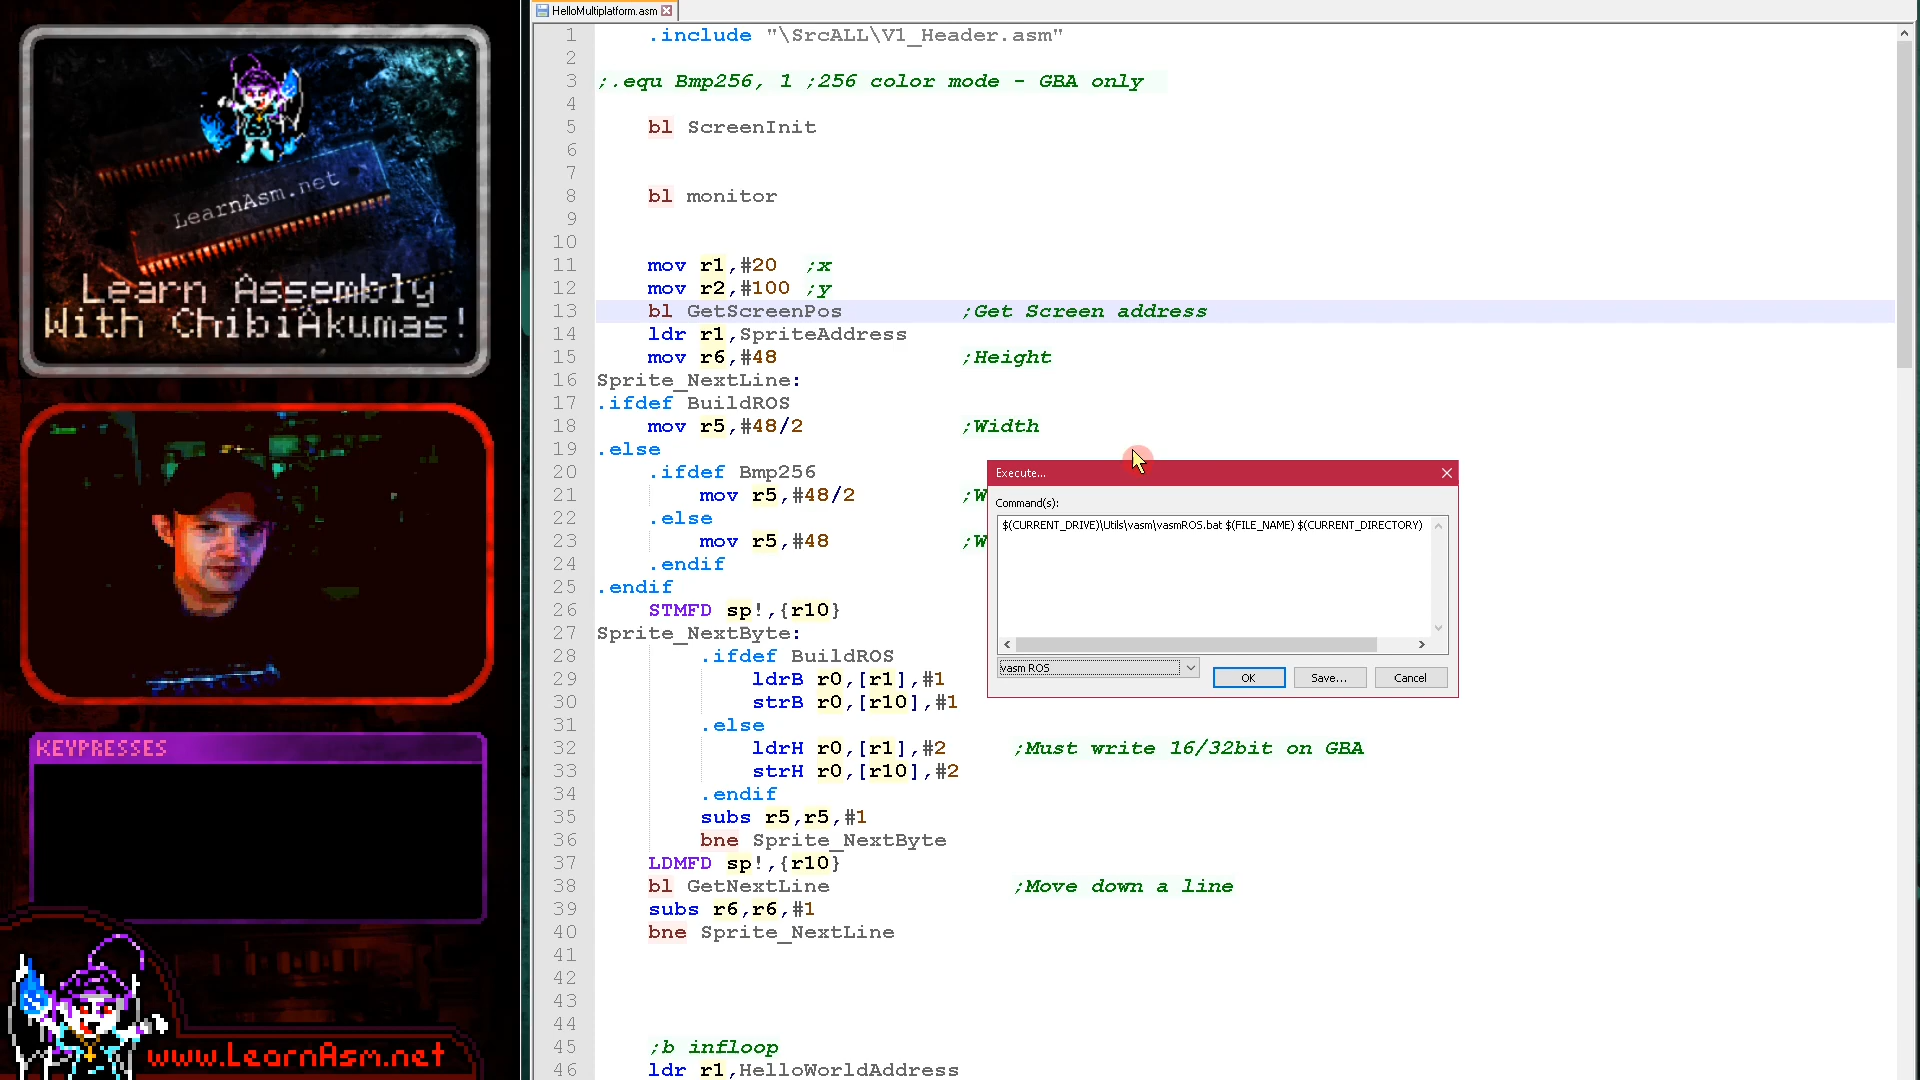 LearnAsm.net
Learn Assembly
With ChibiAkumas!
KEYPRESSES
www.LearnAsm.net
HelloMultiplatform.asm
1 .include "\SrcALL\V1_Header.asm"
2
3 ;.equ Bmp256, 1 ;256 color mode - GBA only
4
5 bl ScreenInit
6
7
8 bl monitor
9
10
11 mov r1,#20 ;x
12 mov r2,#100 ;y
13 bl GetScreenPos ;Get Screen address
14 ldr r1,SpriteAddress
15 mov r6,#48 ;Height
16 Sprite_NextLine:
17 .ifdef BuildROS
18 mov r5,#48/2 ;Width
19 .else
20 .ifdef Bmp256
21 mov r5,#48/2 ;W
22 .else
23 mov r5,#48 ;W
24 .endif
25 .endif
26 STMFD sp!,{r10}
27 Sprite_NextByte:
28 .ifdef BuildROS
29 ldrB r0,[r1],#1
30 strB r0,[r10],#1
31 .else
32 ldrH r0,[r1],#2 ;Must write 16/32bit on GBA
33 strH r0,[r10],#2
34 .endif
35 subs r5,r5,#1
36 bne Sprite_NextByte
37 LDMFD sp!,{r10}
38 bl GetNextLine ;Move down a line
39 subs r6,r6,#1
40 bne Sprite_NextLine
41
42
43
44
45 ;b infloop
46 ldr r1,HelloWorldAddress
Execute...
Command(s):
$(CURRENT_DRIVE)\Utils\vasm\vasmROS.bat $(FILE_NAME) $(CURRENT_DIRECTORY)
vasm ROS
OK
Save...
Cancel